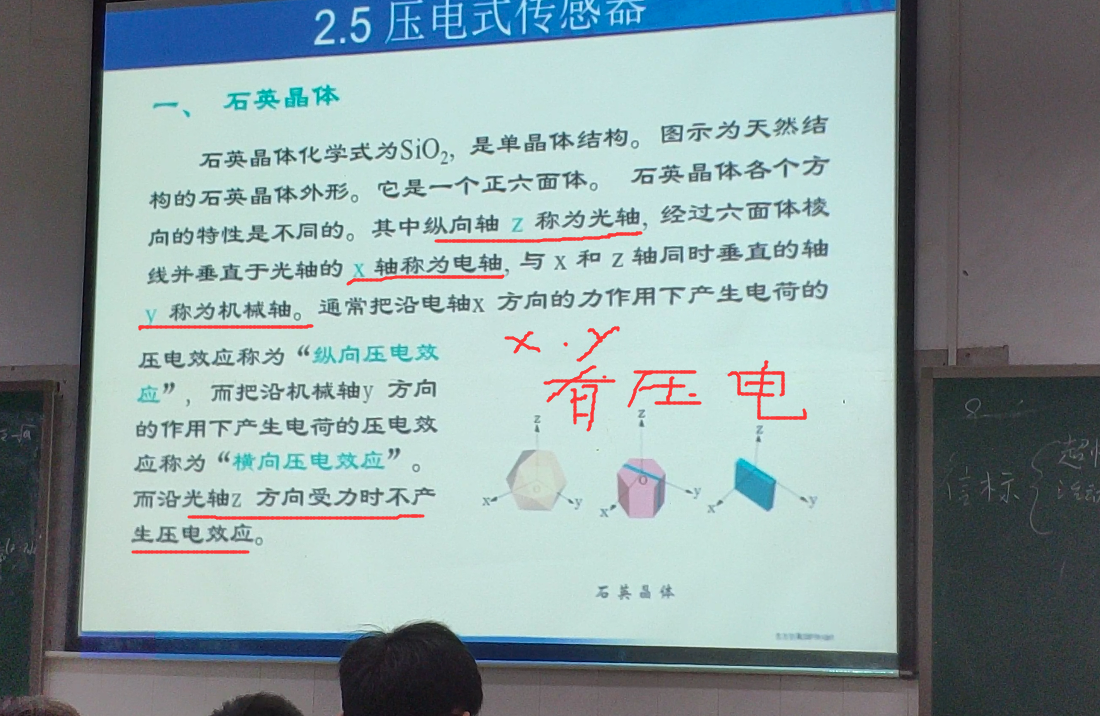 2.5 压电式传感器
一、 石英晶体
石英晶体化学式为SiO₂, 是单晶体结构。图示为天然结
构的石英晶体外形。它是一个正六面体。 石英晶体各个方
向的特性是不同的。其中纵向轴 z 称为光轴, 经过六面体棱
线并垂直于光轴的 x 轴称为电轴, 与 x 和 z 轴同时垂直的轴
y 称为机械轴。通常把沿电轴x 方向的力作用下产生电荷的
压电效应称为“纵向压电效
应”, 而把沿机械轴y 方向
的作用下产生电荷的压电效
应称为“横向压电效应”。
而沿光轴z 方向受力时不产
生压电效应。
x . y
有压电
z
x
o
y
z
x
O
y
z
x
y
石英晶体
信标